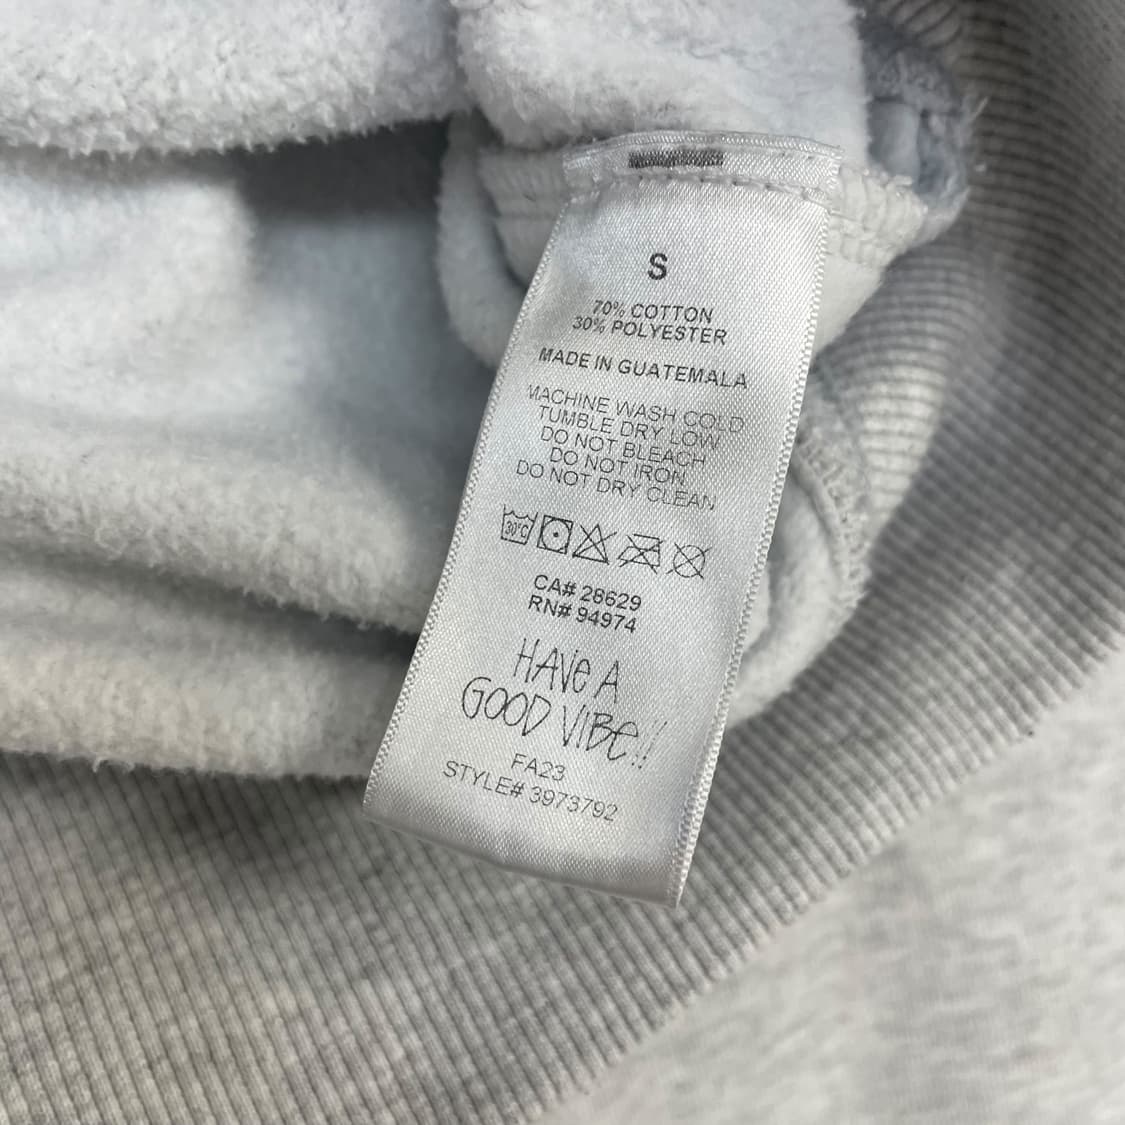 S
70% COTTON
30% POLYESTER
MADE IN GUATEMALA
MACHINE WASH COLD
TUMBLE DRY LOW
DO NOT BLEACH
DO NOT IRON
DO NOT DRY CLEAN
30°C
CA# 28629
RN# 94974
HAVe A
GOOD VIBe!!
FA23
STYLE# 3973792